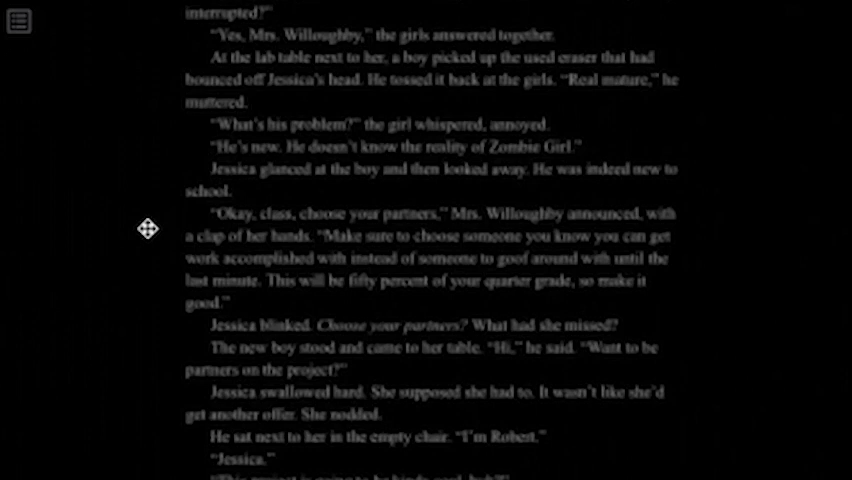 interrupted?”
“Yes, Mrs. Willoughby,” the girls answered together.
At the lab table next to her, a boy picked up the used eraser that had
bounced off Jessica’s head. He tossed it back at the girls. “Real mature,” he
muttered.
“What’s his problem?” the girl whispered, annoyed.
“He’s new. He doesn’t know the reality of Zombie Girl.”
Jessica glanced at the boy and then looked away. He was indeed new to
school.
“Okay, class, choose your partners,” Mrs. Willoughby announced, with
a clap of her hands. “Make sure to choose someone you know you can get
work accomplished with instead of someone to goof around with until the
last minute. This will be fifty percent of your quarter grade, so make it
good.”
Jessica blinked. Choose your partners? What had she missed?
The new boy stood and came to her table. “Hi,” he said. “Want to be
partners on the project?”
Jessica swallowed hard. She supposed she had to. It wasn’t like she’d
get another offer. She nodded.
He sat next to her in the empty chair. “I’m Robert.”
“Jessica.”
“This project is going to be kinda cool, huh?”